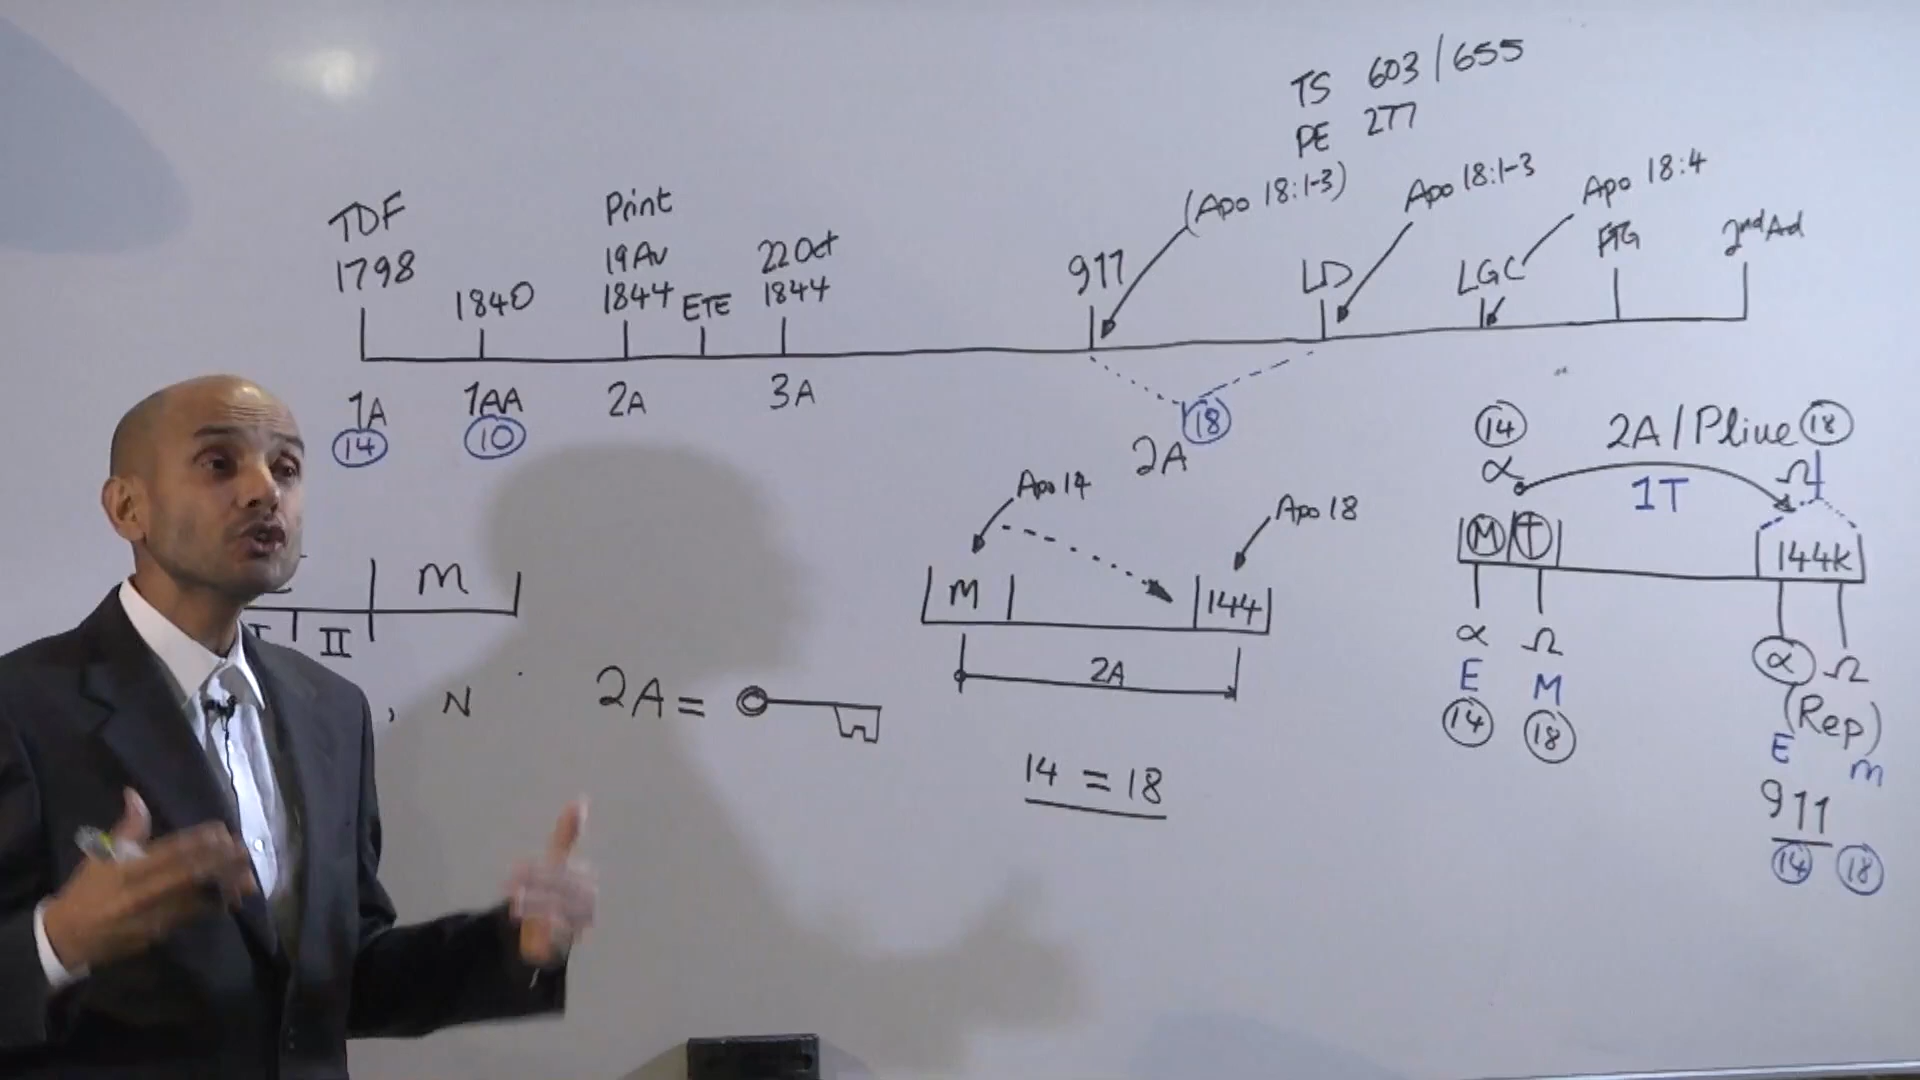 TS 603/655
PE 277
(Apo 18:1-3)
Apo 18:1-3
Apo 18:4
TDF
1798
1840
Print
19 Av
1844
ETE
22 Oct
1844
911
LD
LGC
FTG
2nd Ad
1A
14
1AA
10
2A
3A
18
2A
14
α
2A/Pline
18
Ω
1T
M
144K
α
Ω
E
M
14
18
α
Ω
(Rep)
E
m
911
14
18
Apo 14
Apo 18
M
144
2A
14 = 18
m
I
II
, N
2A =